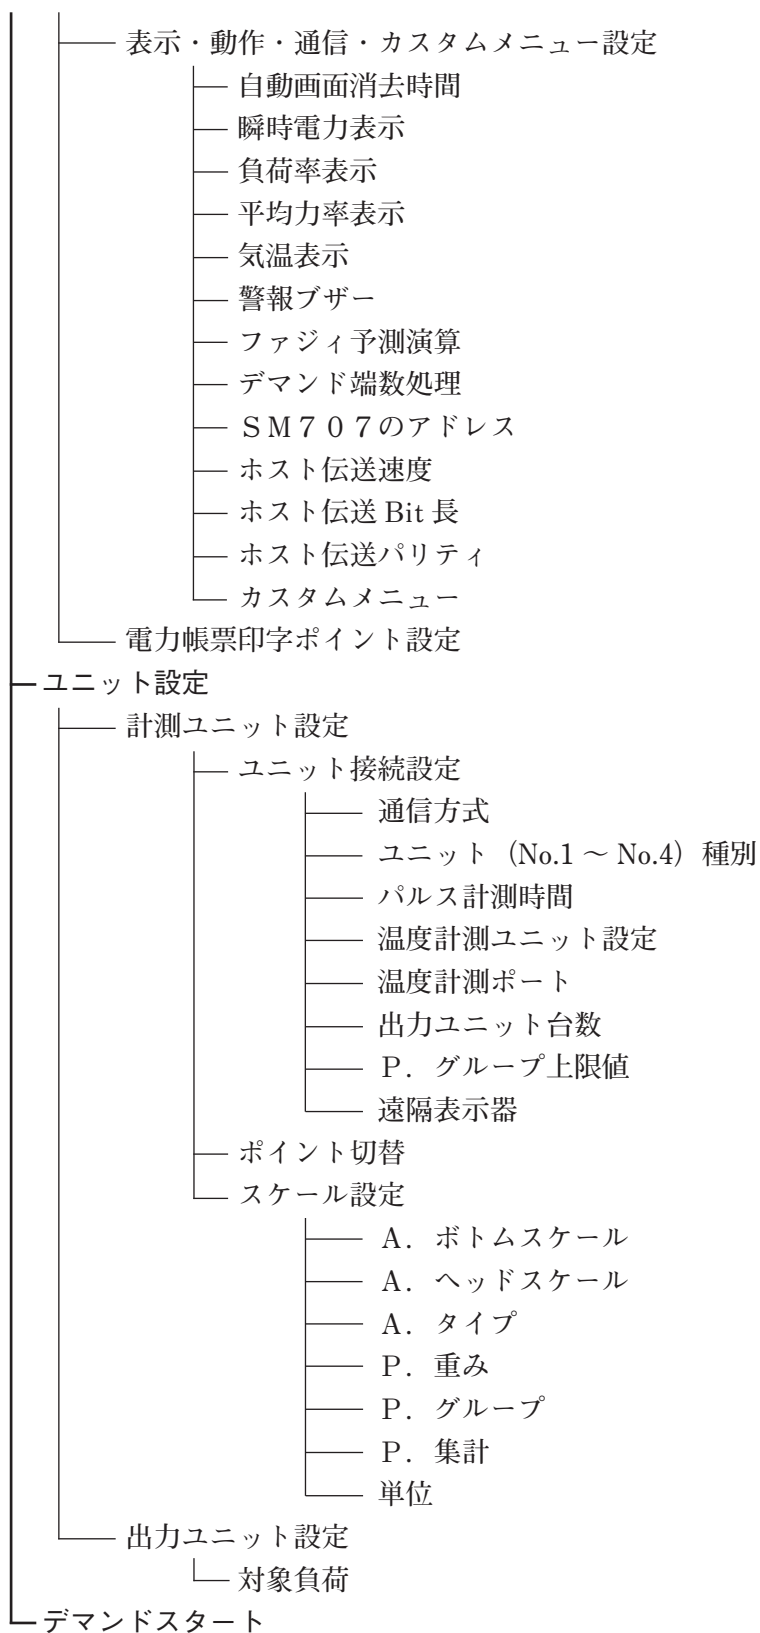 表示・動作・通信・カスタムメニュー設定
自動画面消去時間
瞬時電力表示
負荷率表示
平均力率表示
気温表示
警報ブザー
ファジィ予測演算
デマンド端数処理
ＳＭ７０７のアドレス
ホスト伝送速度
ホスト伝送 Bit 長
ホスト伝送パリティ
カスタムメニュー
電力帳票印字ポイント設定
ユニット設定
計測ユニット設定
ユニット接続設定
通信方式
ユニット（No.1 ～ No.4）種別
パルス計測時間
温度計測ユニット設定
温度計測ポート
出力ユニット台数
Ｐ．グループ上限値
遠隔表示器
ポイント切替
スケール設定
Ａ．ボトムスケール
Ａ．ヘッドスケール
Ａ．タイプ
Ｐ．重み
Ｐ．グループ
Ｐ．集計
単位
出力ユニット設定
対象負荷
デマンドスタート